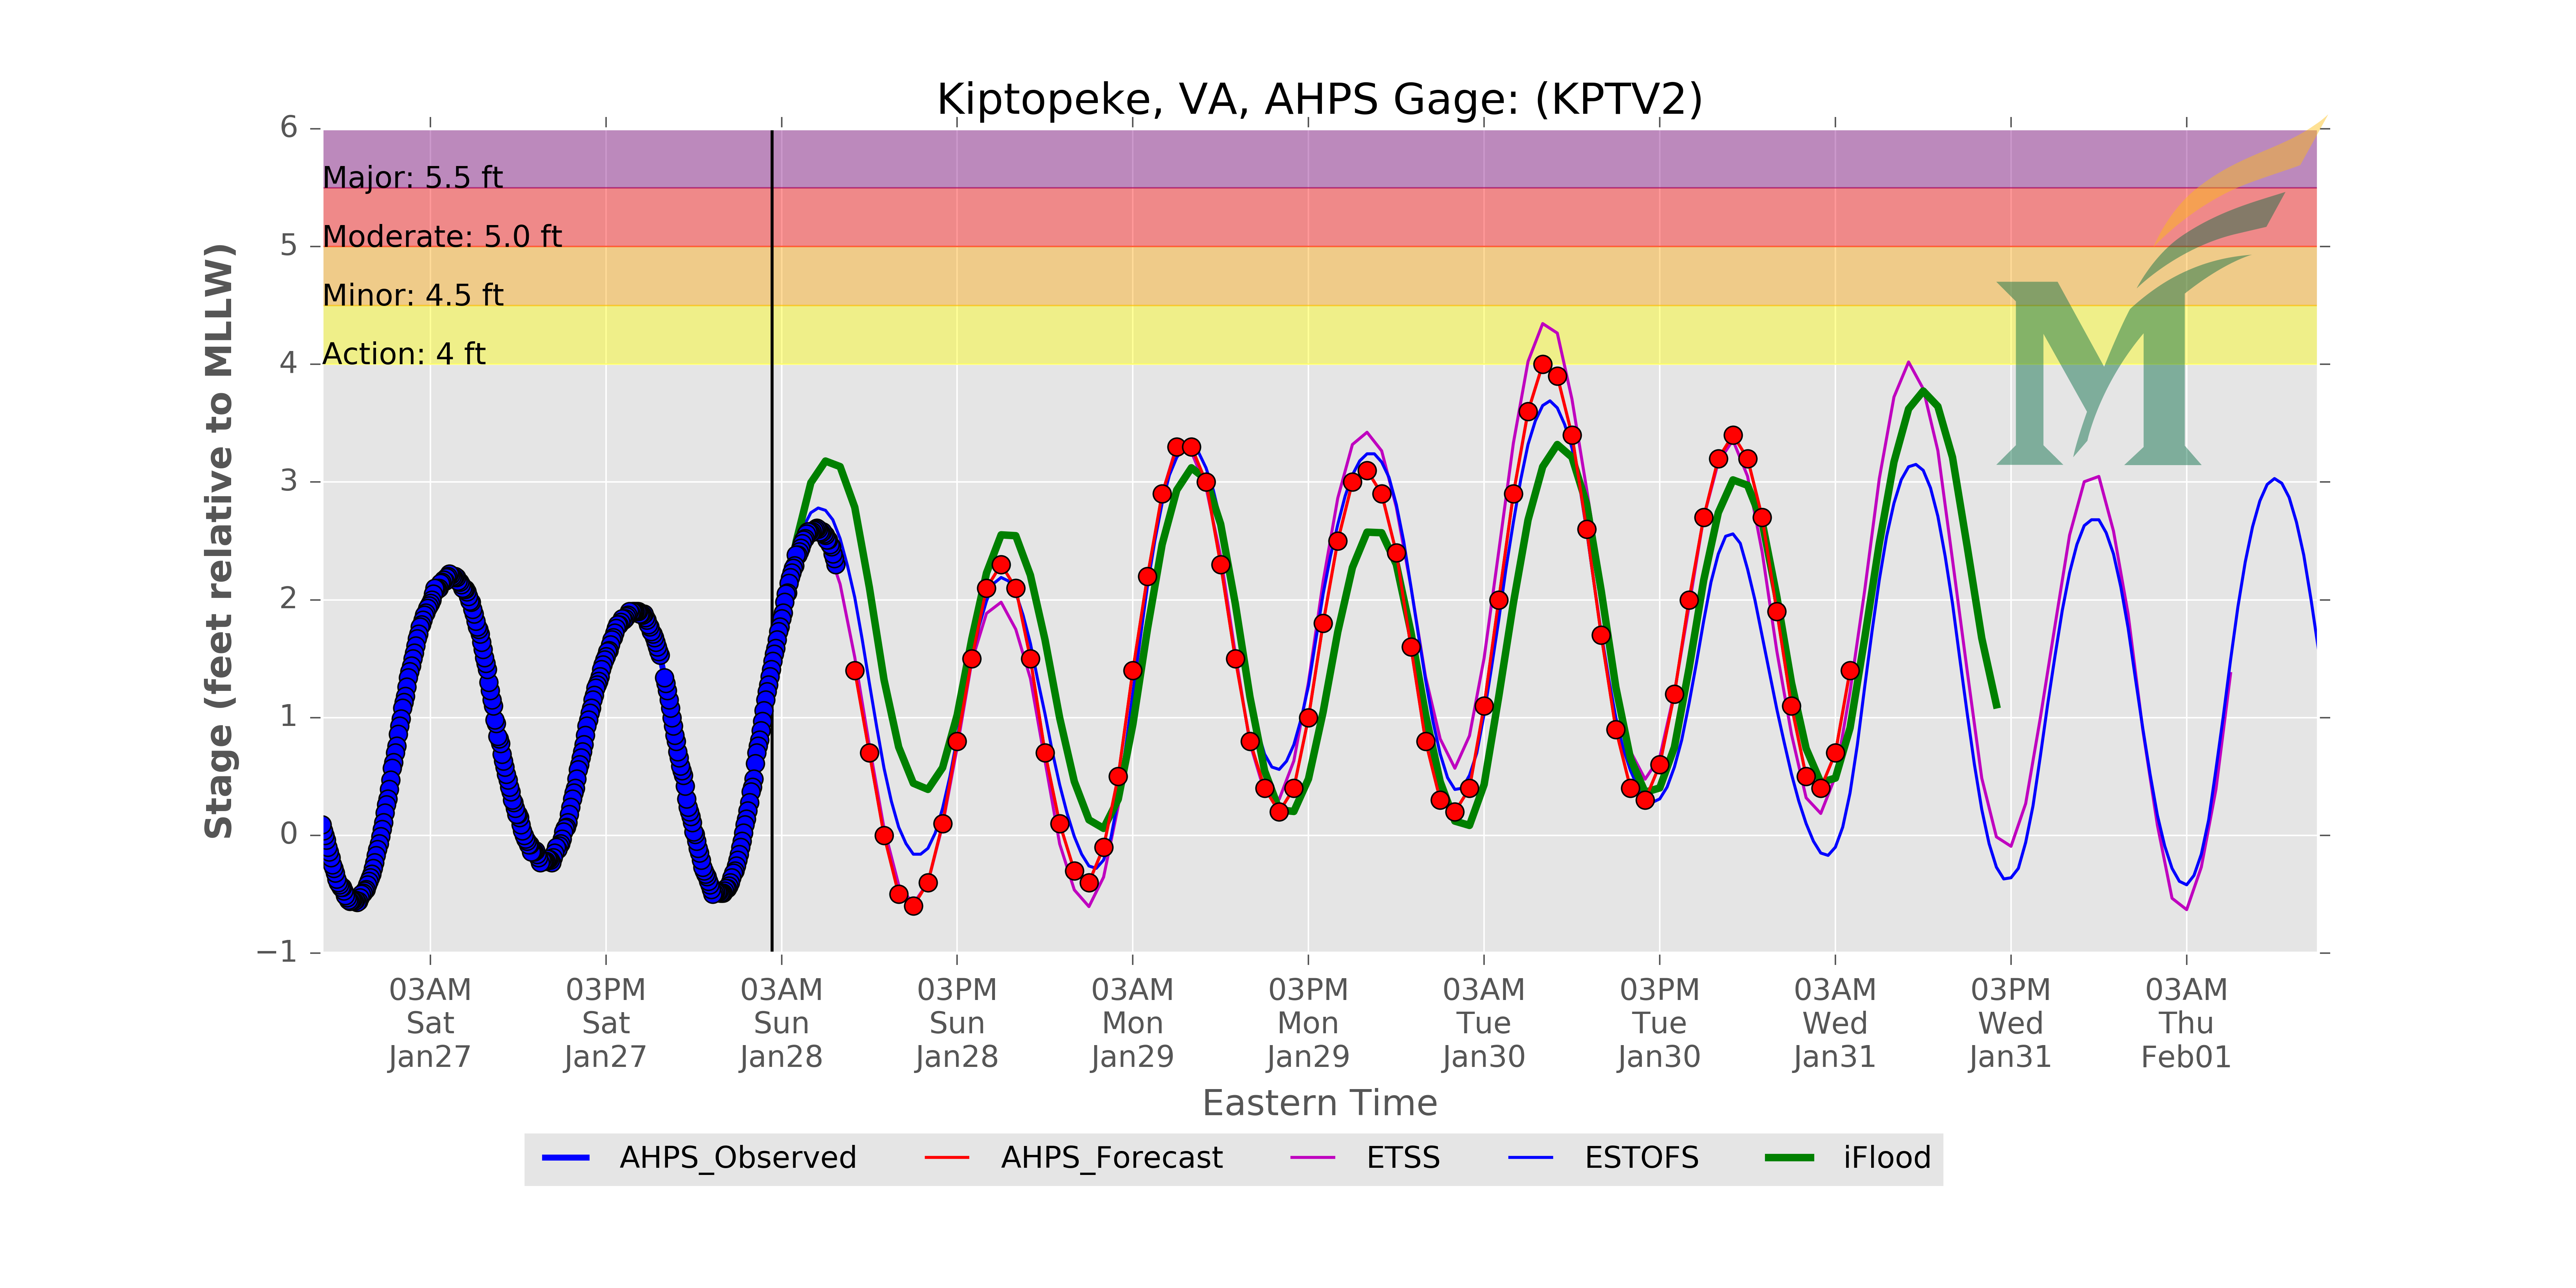 Kiptopeke, VA, AHPS Gage: (KPTV2)
Stage (feet relative to MLLW)
6
5
4
3
2
1
0
−1
Major: 5.5 ft
Moderate: 5.0 ft
Minor: 4.5 ft
Action: 4 ft
M
03AM 03PM 03AM 03PM 03AM 03PM 03AM 03PM 03AM 03PM 03AM
Sat Sat Sun Sun Mon Mon Tue Tue Wed Wed Thu
Jan27 Jan27 Jan28 Jan28 Jan29 Jan29 Jan30 Jan30 Jan31 Jan31 Feb01
Eastern Time
AHPS_Observed AHPS_Forecast ETSS ESTOFS iFlood